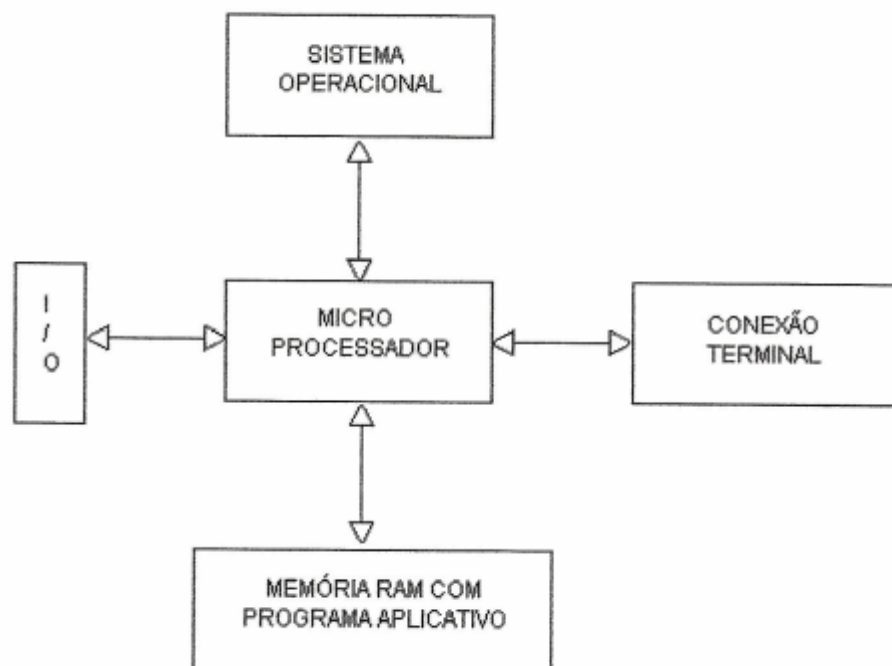 SISTEMA
OPERACIONAL
I
/
O
MICRO
PROCESSADOR
CONEXÃO
TERMINAL
MEMÓRIA RAM COM
PROGRAMA APLICATIVO